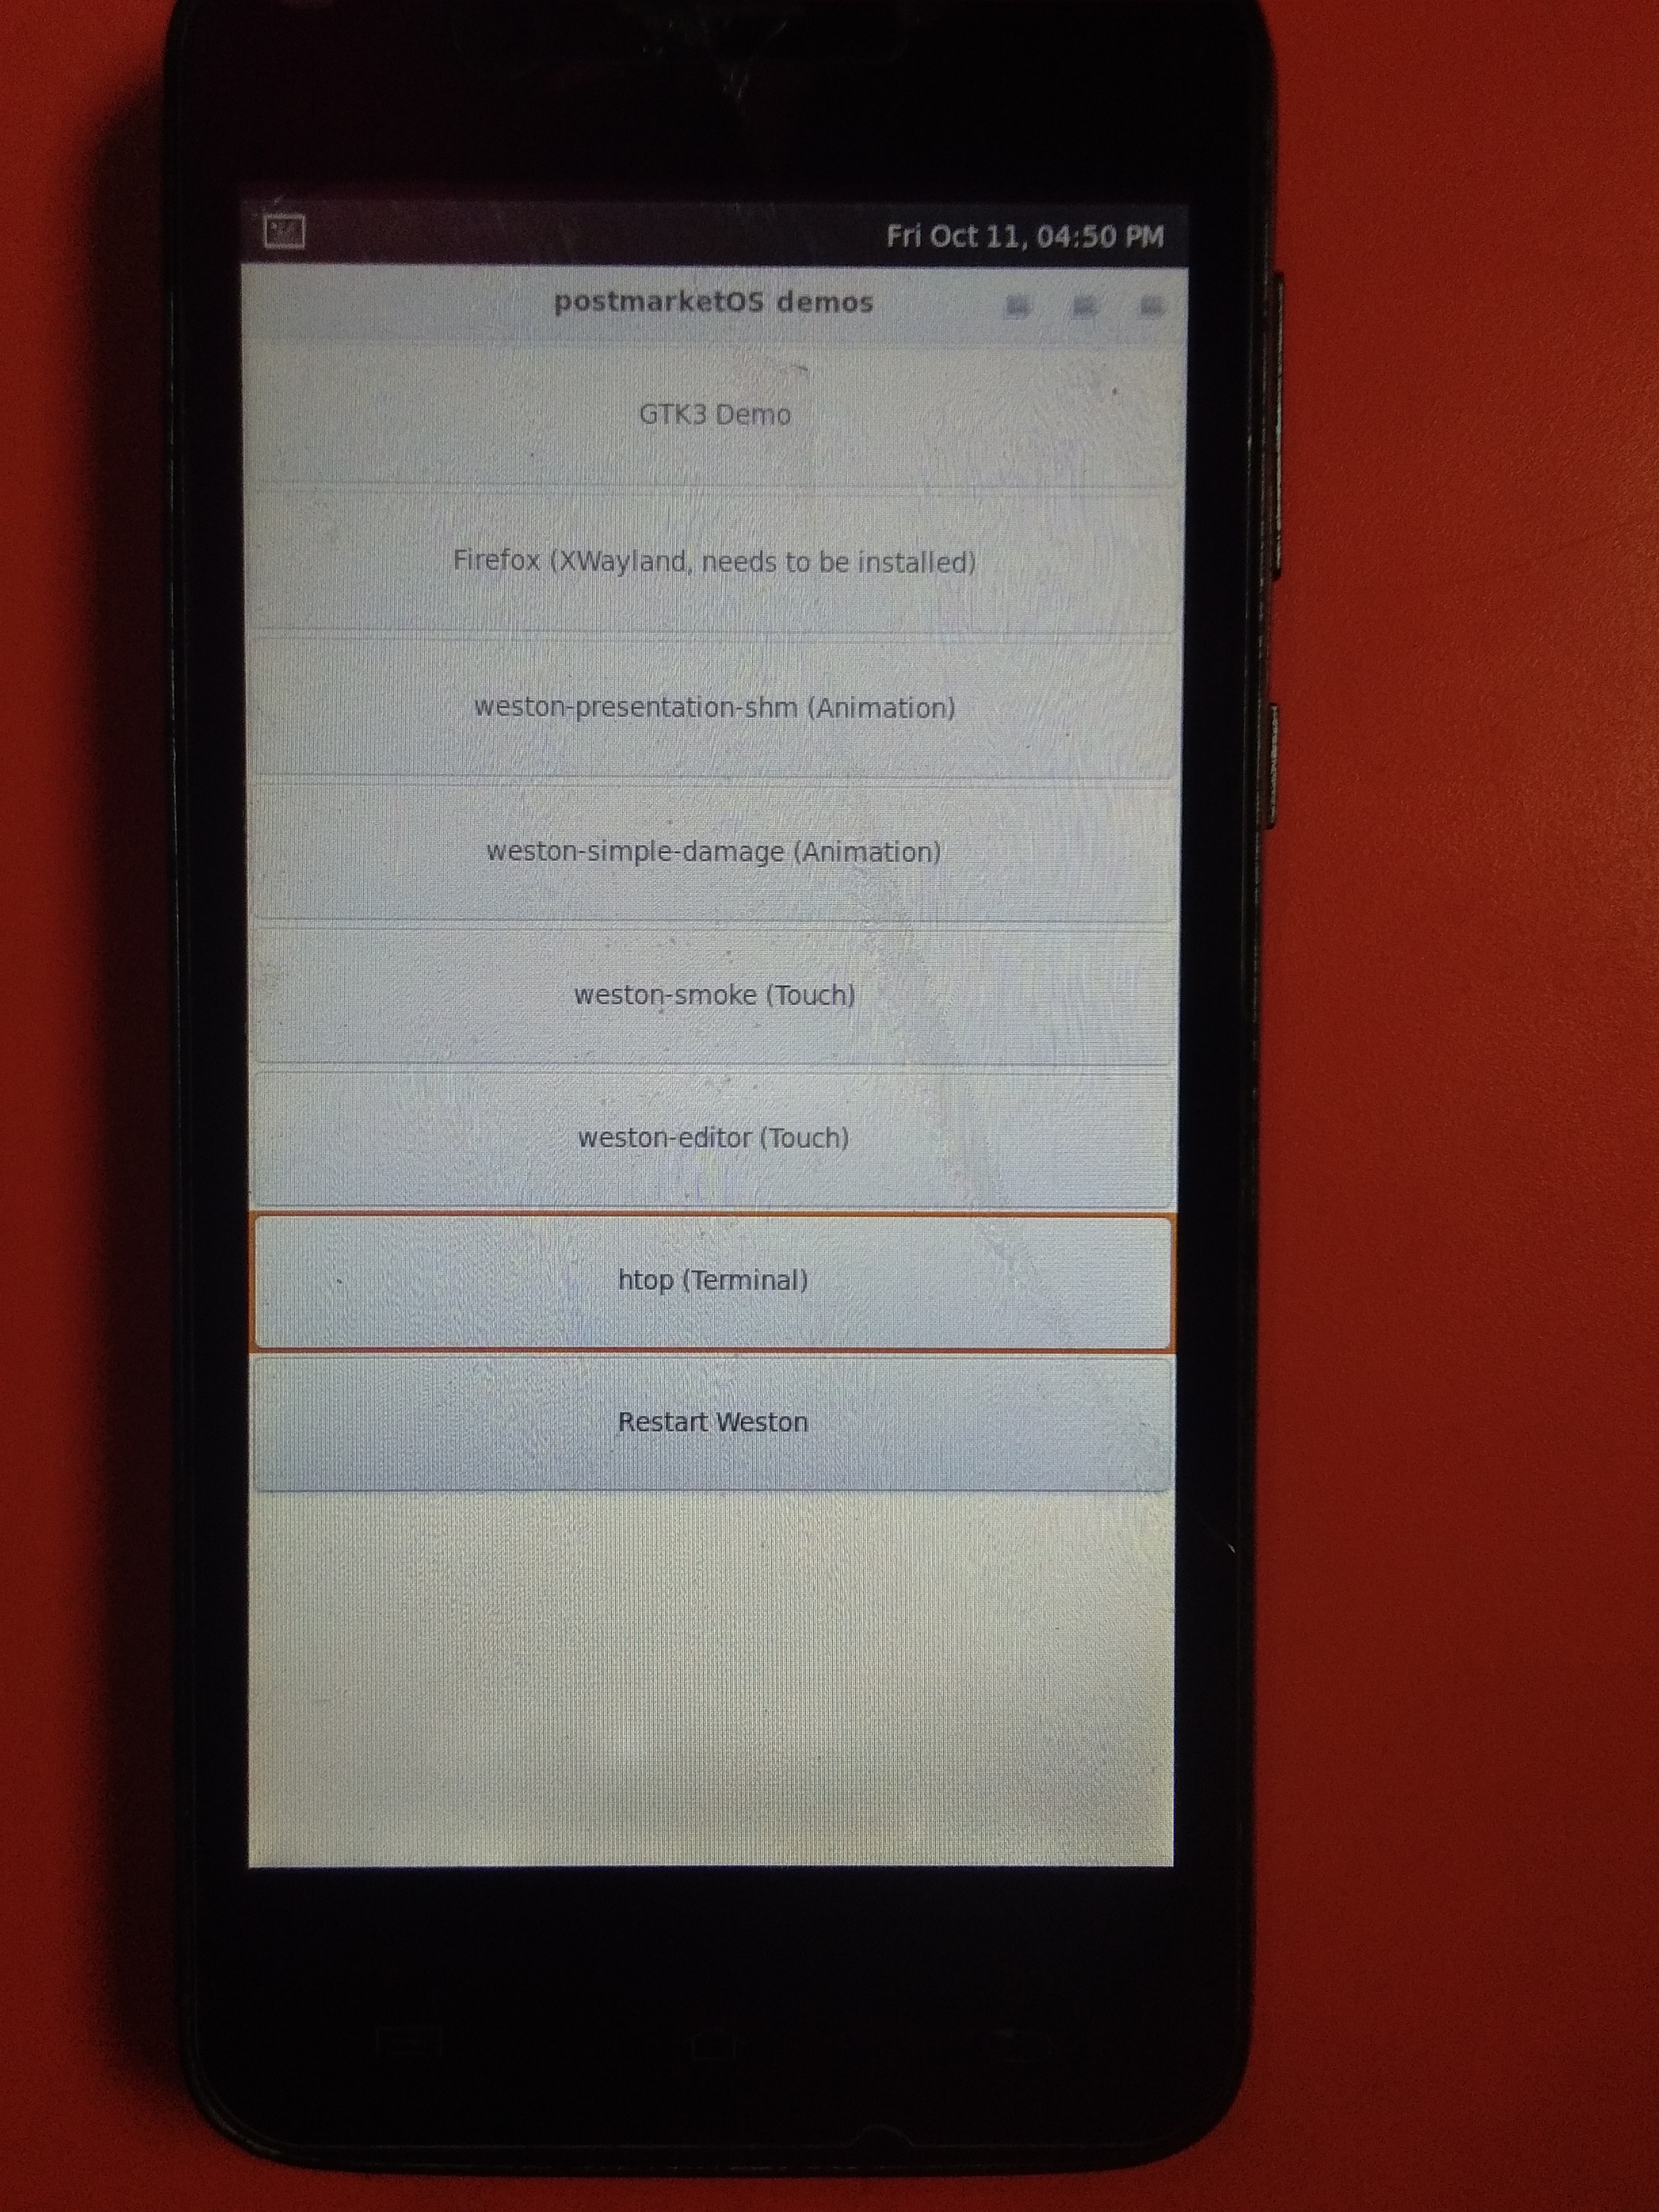 Fri Oct 11, 04:50 PM
postmarketOS demos
GTK3 Demo
Firefox (XWayland, needs to be installed)
weston-presentation-shm (Animation)
weston-simple-damage (Animation)
weston-smoke (Touch)
weston-editor (Touch)
htop (Terminal)
Restart Weston